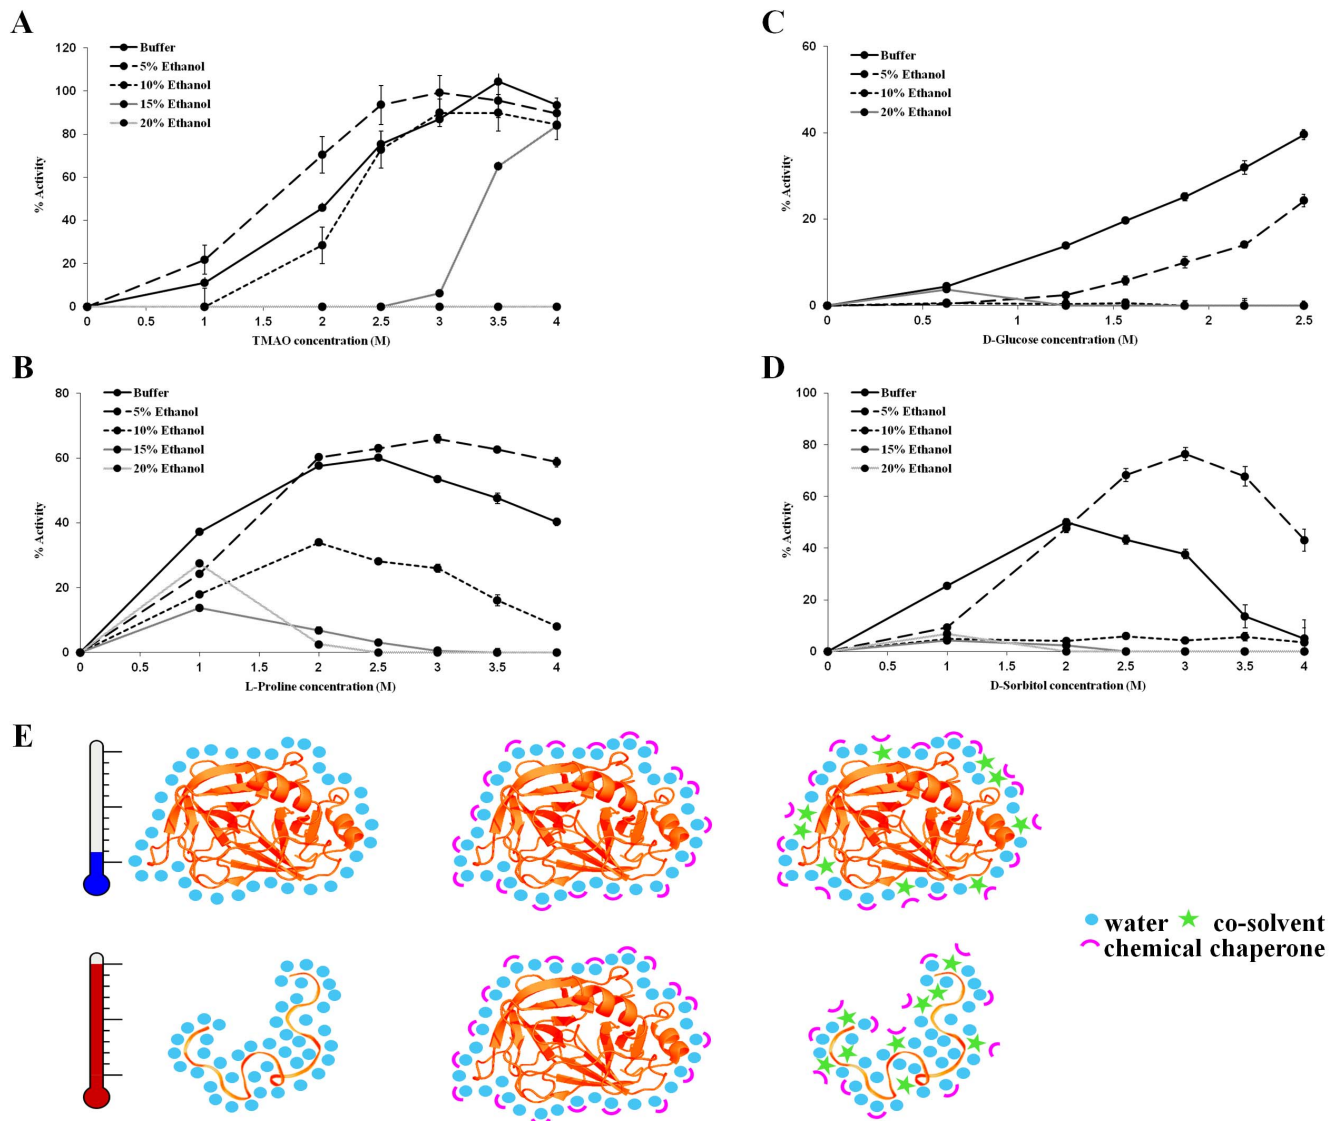 A
Buffer
5% Ethanol
10% Ethanol
15% Ethanol
20% Ethanol
% Activity
120
100
80
60
40
20
0
0 0.5 1 1.5 2 2.5 3 3.5 4
TMAO concentration (M)
C
Buffer
5% Ethanol
10% Ethanol
20% Ethanol
% Activity
60
40
20
0
0 0.5 1 1.5 2 2.5
D-Glucose concentration (M)
B
Buffer
5% Ethanol
10% Ethanol
15% Ethanol
20% Ethanol
% Activity
80
60
40
20
0
0 0.5 1 1.5 2 2.5 3 3.5 4
L-Proline concentration (M)
D
Buffer
5% Ethanol
10% Ethanol
15% Ethanol
20% Ethanol
% Activity
100
80
60
40
20
0
0 0.5 1 1.5 2 2.5 3 3.5 4
D-Sorbitol concentration (M)
E
water co-solvent
chemical chaperone